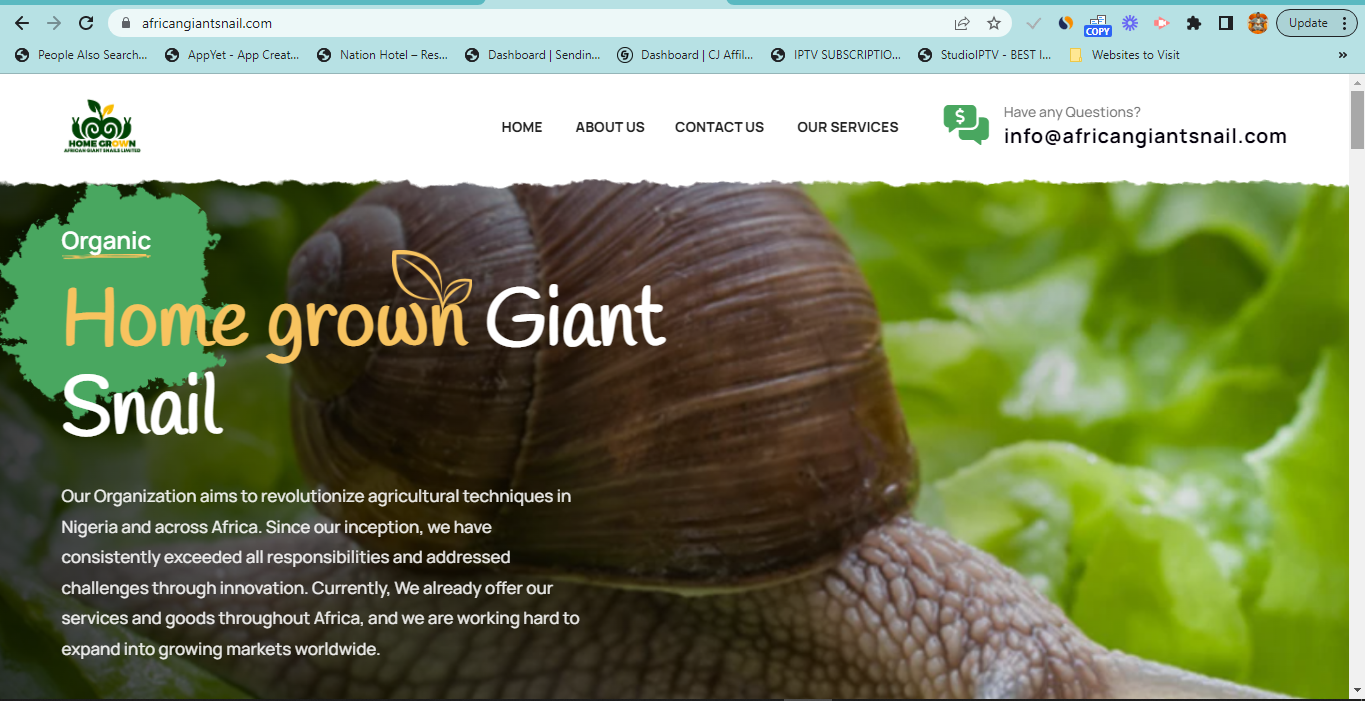 africangiantsnail.com
Update
COPY
People Also Search...
AppYet - App Creat...
Nation Hotel – Res...
Dashboard | Sendin...
Dashboard | CJ Affil...
IPTV SUBSCRIPTIO...
StudioIPTV - BEST I...
Websites to Visit
»
HOME GROWN
AFRICAN GIANT SNAILS LIMITED
HOME
ABOUT US
CONTACT US
OUR SERVICES
$
Have any Questions?
info@africangiantsnail.com
Organic
Home grown Giant
Snail
Our Organization aims to revolutionize agricultural techniques in
Nigeria and across Africa. Since our inception, we have
consistently exceeded all responsibilities and addressed
challenges through innovation. Currently, We already offer our
services and goods throughout Africa, and we are working hard to
expand into growing markets worldwide.